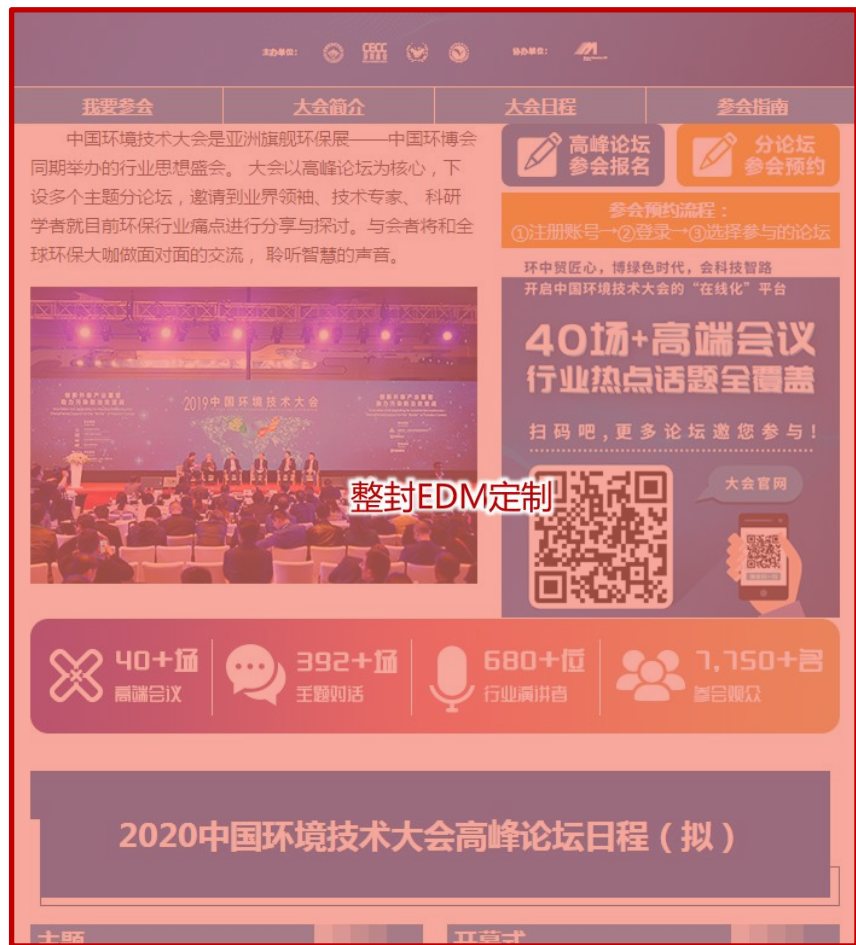 主办单位：
CECC
协办单位：
我要参会
大会简介
大会日程
参会指南
中国环境技术大会是亚洲旗舰环保展——中国环博会
同期举办的行业思想盛会。 大会以高峰论坛为核心，下
设多个主题分论坛，邀请到业界领袖、技术专家、 科研
学者就目前环保行业痛点进行分享与探讨。与会者将和全
球环保大咖做面对面的交流， 聆听智慧的声音。
高峰论坛
参会报名
分论坛
参会预约
参会预约流程：
①注册账号→②登录→③选择参与的论坛
环中贸匠心，博绿色时代，会科技智路
开启中国环境技术大会的“在线化”平台
40场+高端会议
行业热点话题全覆盖
扫码吧，更多论坛邀您参与！
大会官网
2019中国环境技术大会
整封EDM定制
40+场
高端会议
392+场
主题对话
680+位
行业演讲者
7,750+名
参会观众
2020中国环境技术大会高峰论坛日程（拟）
主题
开幕式